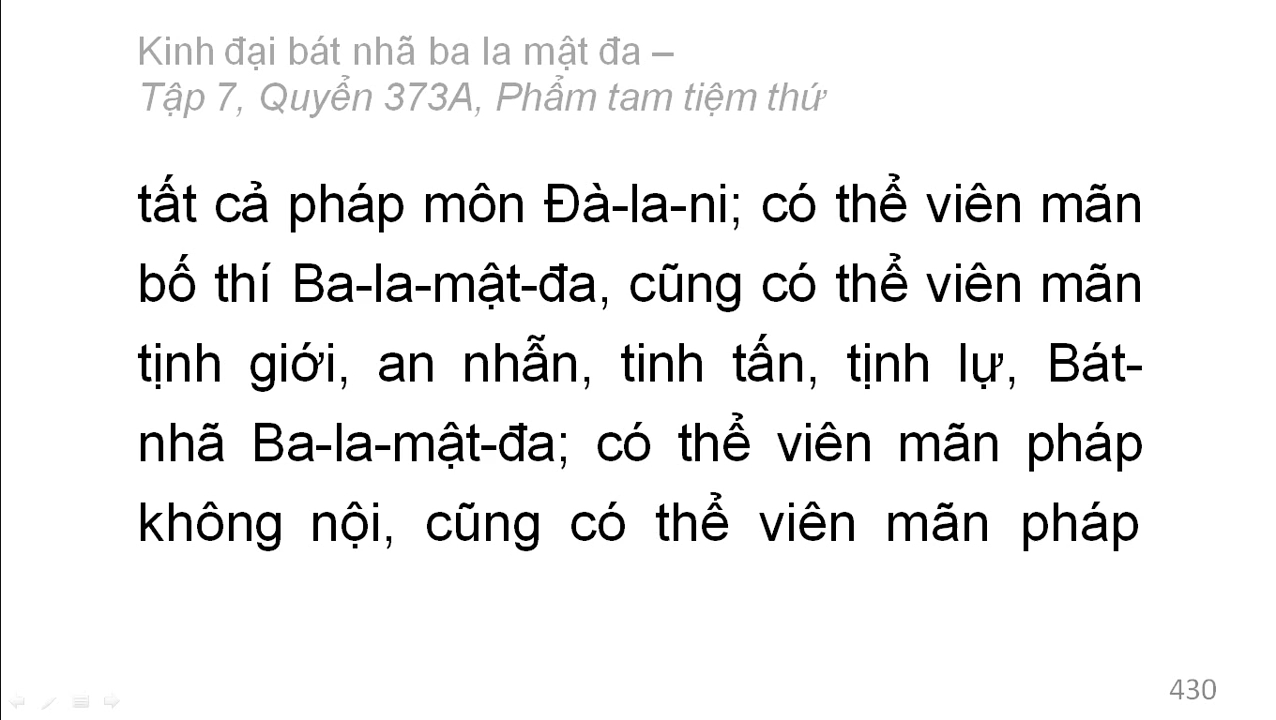 Kinh đại bát nhã ba la mật đa –
Tập 7, Quyển 373A, Phẩm tam tiệm thứ
tất cả pháp môn Đà-la-ni; có thể viên mãn
bố thí Ba-la-mật-đa, cũng có thể viên mãn
tịnh giới, an nhẫn, tinh tấn, tịnh lự, Bát-
nhã Ba-la-mật-đa; có thể viên mãn pháp
không nội, cũng có thể viên mãn pháp
430